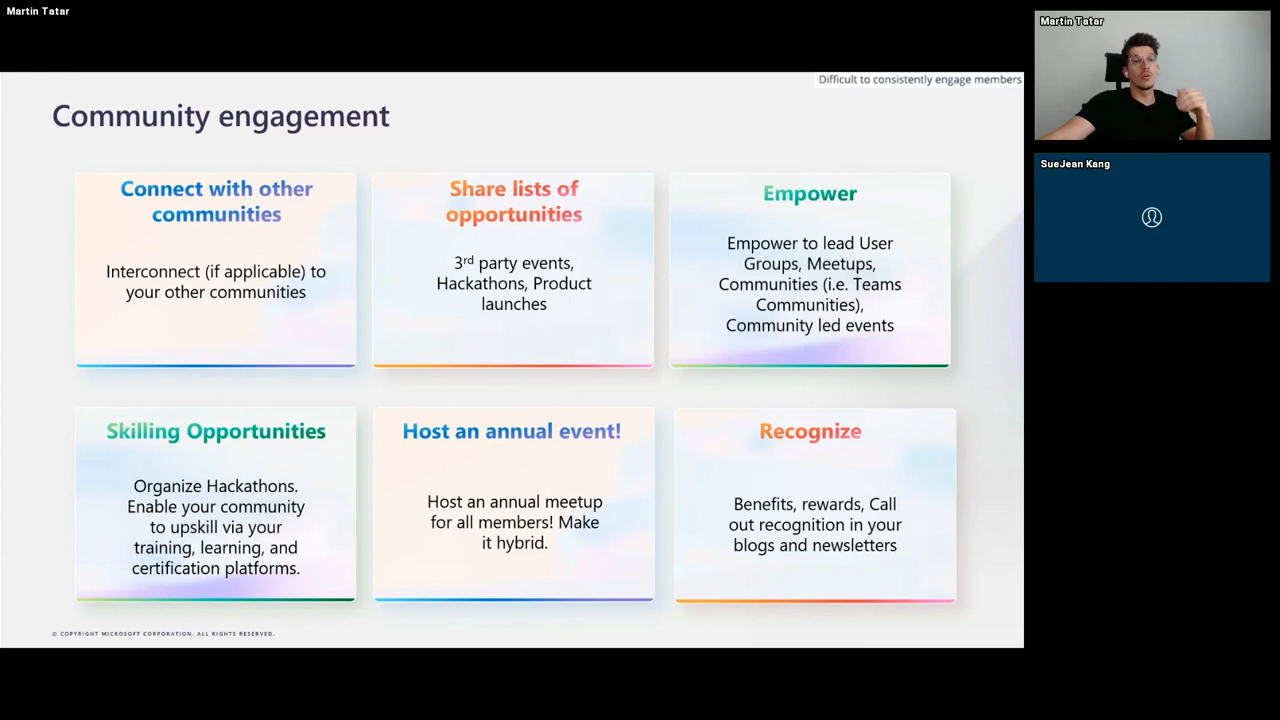 Martin Tatar
Martin Tatar
SueJean Kang
Difficult to consistently engage members
Community engagement
Connect with other
communities
Interconnect (if applicable) to
your other communities
Share lists of
opportunities
3rd party events,
Hackathons, Product
launches
Empower
Empower to lead User
Groups, Meetups,
Communities (i.e. Teams
Communities),
Community led events
Skilling Opportunities
Organize Hackathons.
Enable your community
to upskill via your
training, learning, and
certification platforms.
Host an annual event!
Host an annual meetup
for all members! Make
it hybrid.
Recognize
Benefits, rewards, Call
out recognition in your
blogs and newsletters
© COPYRIGHT MICROSOFT CORPORATION. ALL RIGHTS RESERVED.